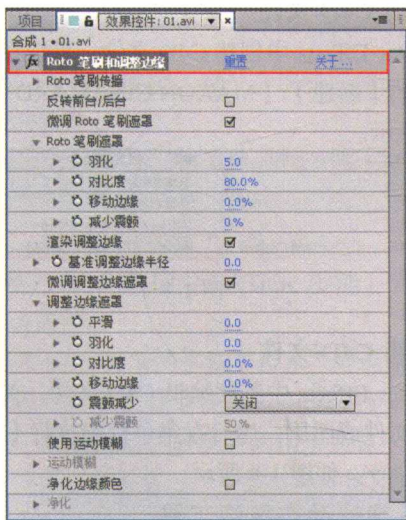 项目 效果控件: 01.avi
合成 1 • 01.avi
fx Roto 笔刷和调整边缘 重置 关于...
Roto 笔刷传播
反转前台/后台
微调 Roto 笔刷遮罩
Roto 笔刷遮罩
羽化 5.0
对比度 80.0%
移动边缘 0.0%
减少震颤 0%
渲染调整边缘
基准调整边缘半径 0.0
微调调整边缘遮罩
调整边缘遮罩
平滑 0.0
羽化 0.0
对比度 0.0%
移动边缘 0.0%
震颤减少 关闭
减少震颤 50%
使用运动模糊
运动模糊
净化边缘颜色
净化